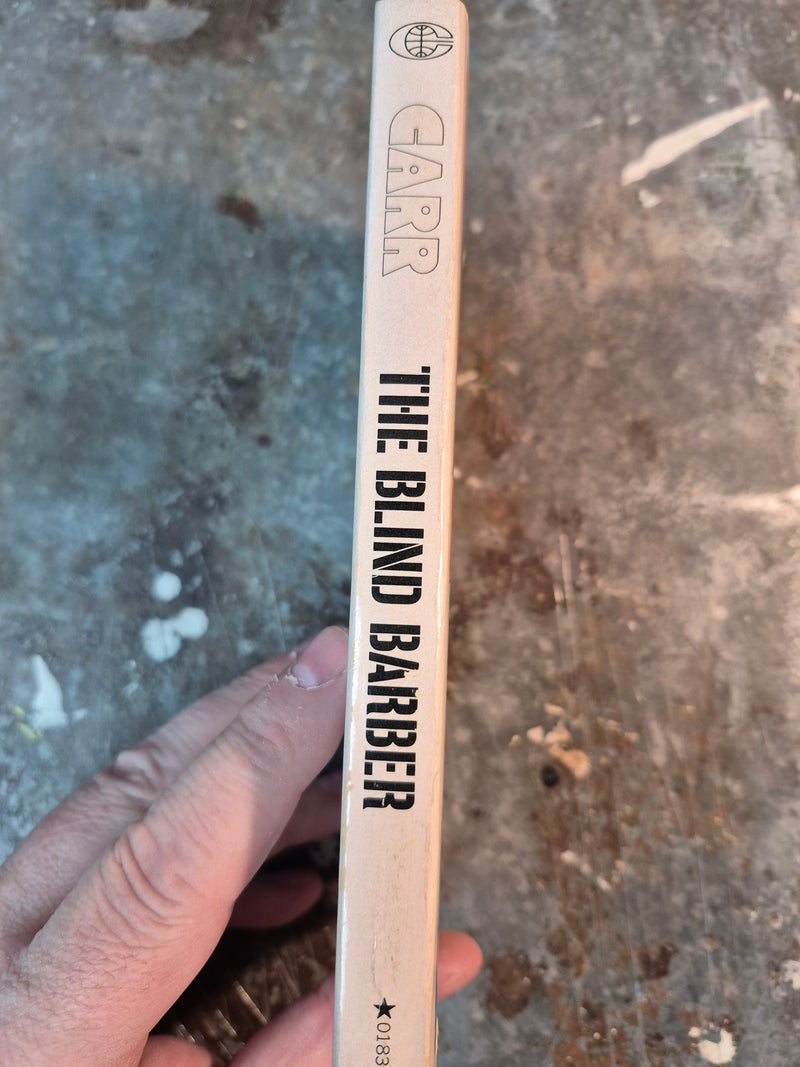 CARR
THE BLIND BARBER
★0183